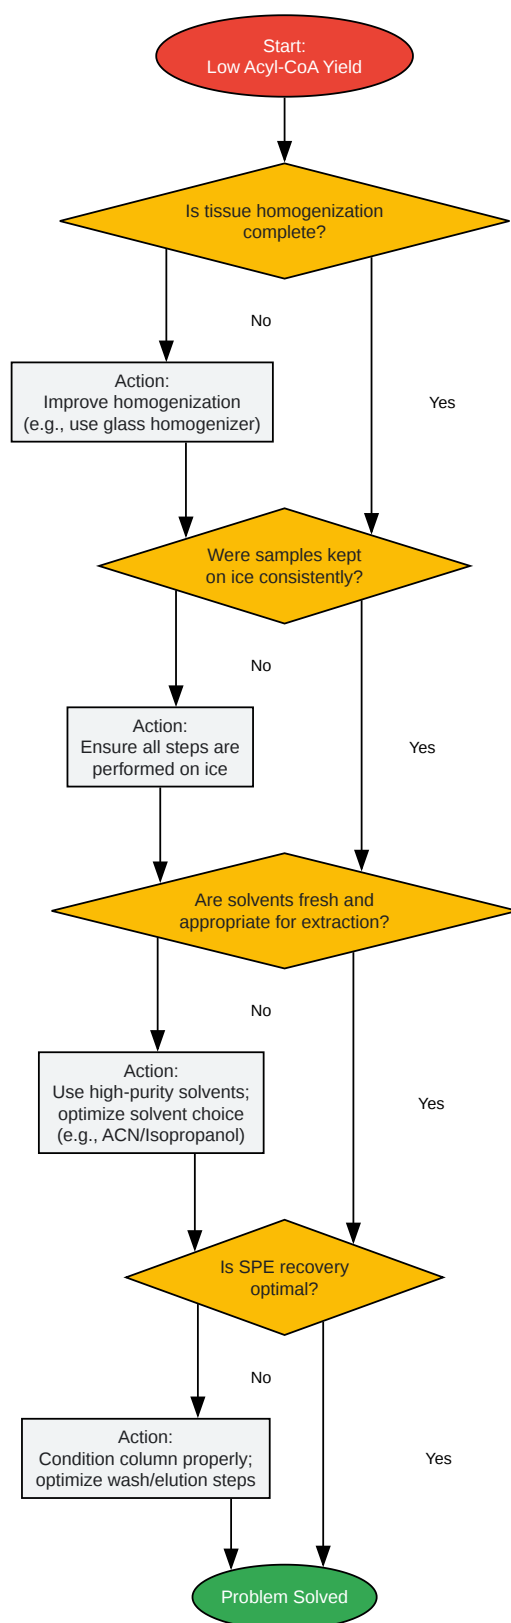 Start:
Low Acyl-CoA Yield
Is tissue homogenization
complete?
No
Action:
Improve homogenization
(e.g., use glass homogenizer)
Yes
Were samples kept
on ice consistently?
No
Action:
Ensure all steps are
performed on ice
Yes
Are solvents fresh and
appropriate for extraction?
No
Action:
Use high-purity solvents;
optimize solvent choice
(e.g., ACN/Isopropanol)
Yes
Is SPE recovery
optimal?
No
Action:
Condition column properly;
optimize wash/elution steps
Yes
Problem Solved